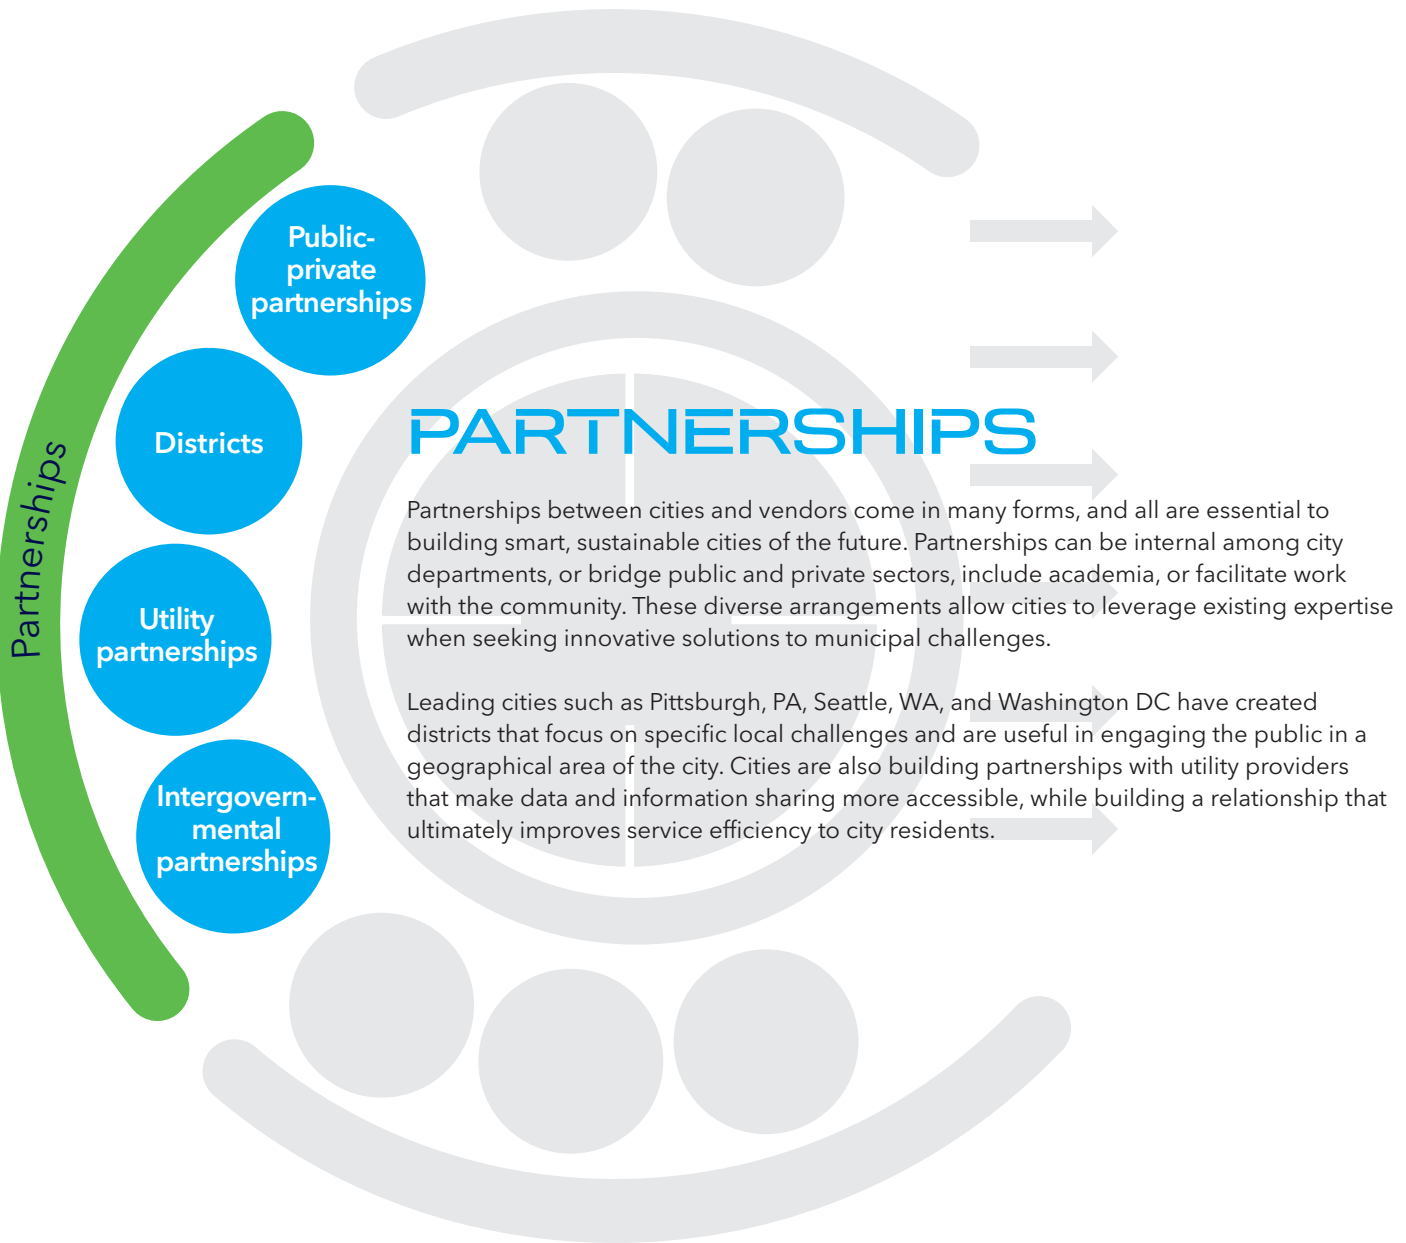 Partnerships
Public-
private
partnerships
Districts
Utility
partnerships
Intergovern-
mental
partnerships
PARTNERSHIPS
Partnerships between cities and vendors come in many forms, and all are essential to
building smart, sustainable cities of the future. Partnerships can be internal among city
departments, or bridge public and private sectors, include academia, or facilitate work
with the community. These diverse arrangements allow cities to leverage existing expertise
when seeking innovative solutions to municipal challenges.
Leading cities such as Pittsburgh, PA, Seattle, WA, and Washington DC have created
districts that focus on specific local challenges and are useful in engaging the public in a
geographical area of the city. Cities are also building partnerships with utility providers
that make data and information sharing more accessible, while building a relationship that
ultimately improves service efficiency to city residents.